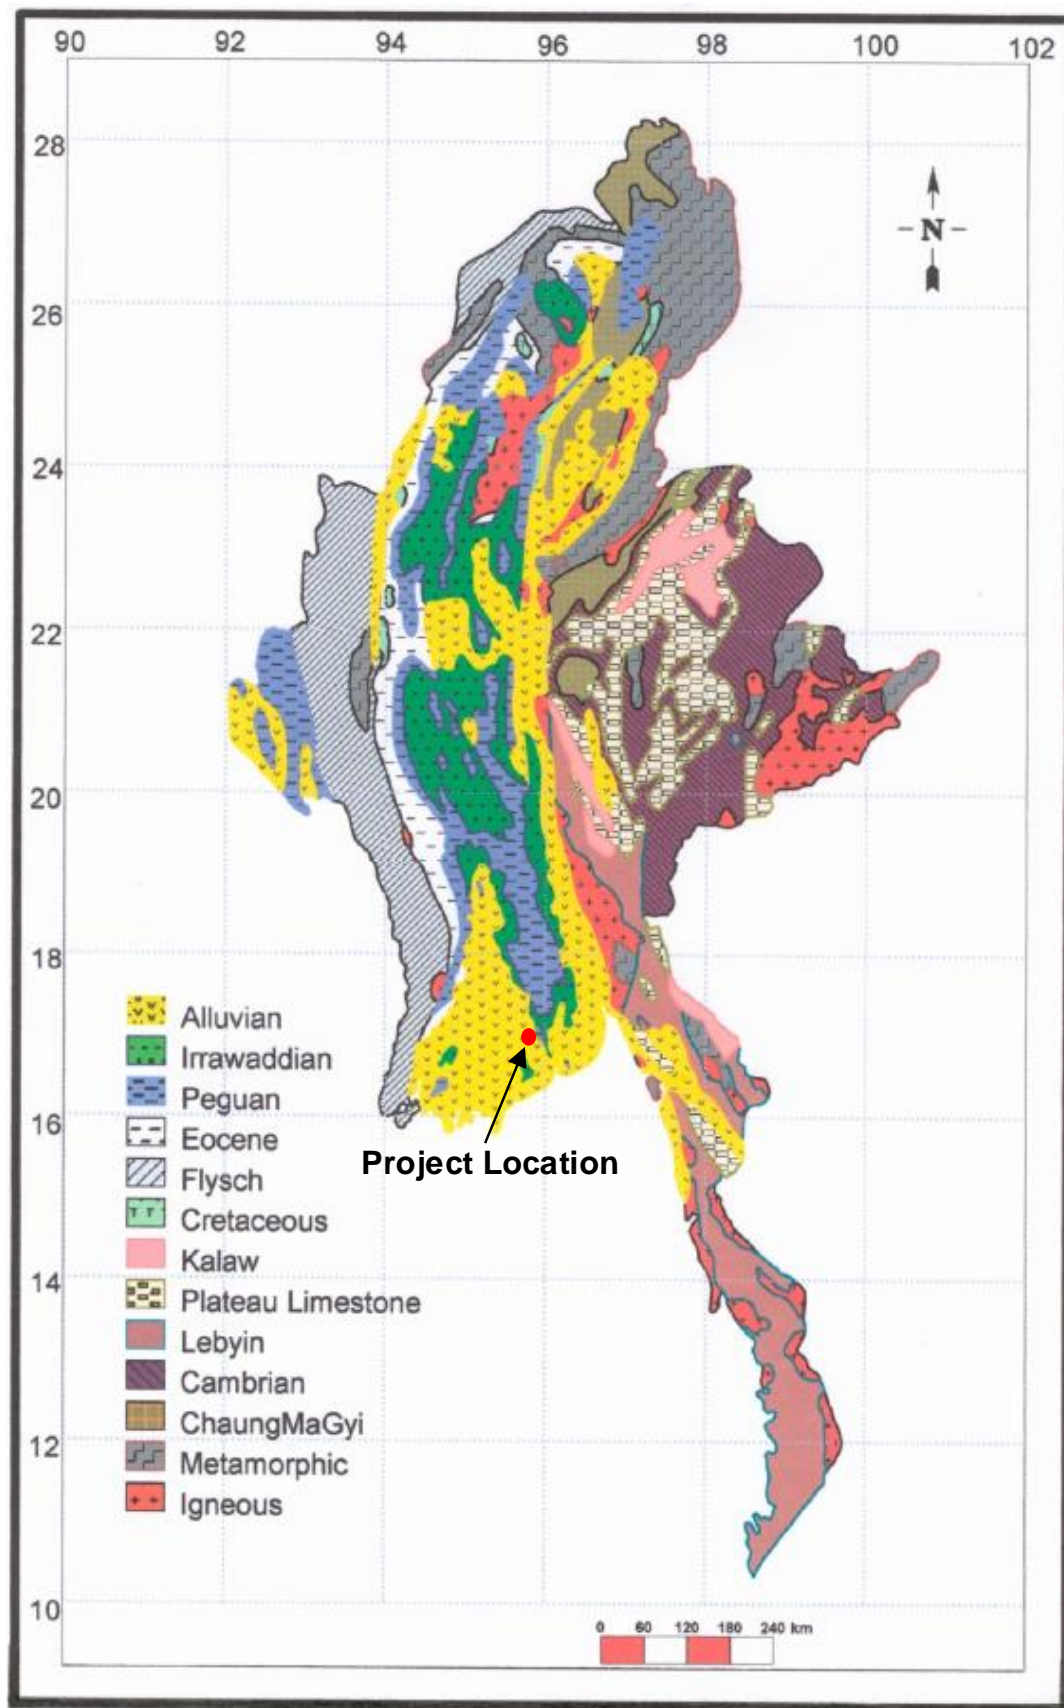 90 92 94 96 98 100 102
28
N
26
24
22
20
18
Alluvian
Irrawaddian
Peguan
16
Eocene
Project Location
Flysch
Cretaceous
Kalaw
14
Plateau Limestone
Lebyin
Cambrian
ChaungMaGyi
12
Metamorphic
Igneous
10
0 60 120 180 240 km